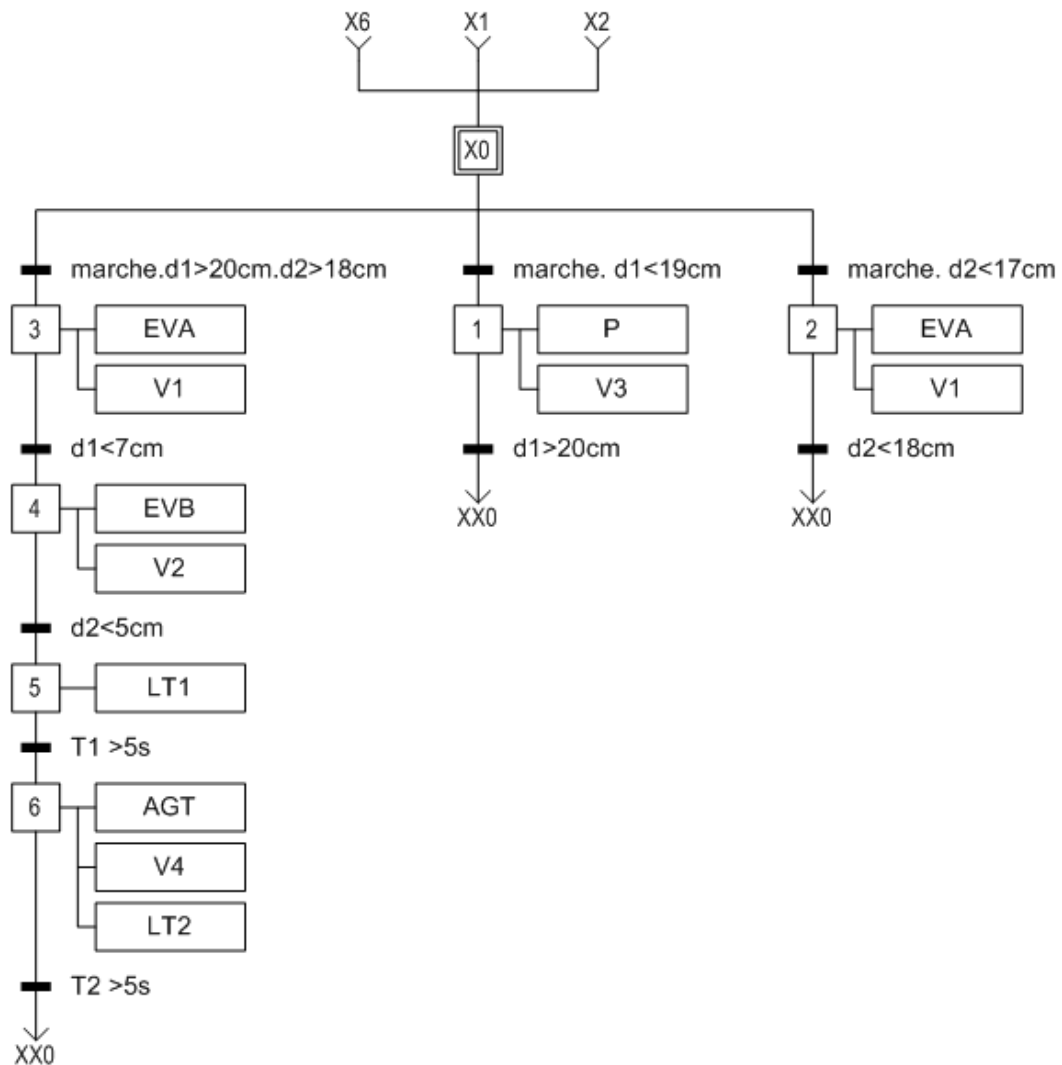 X6 X1 X2
X0
marche.d1>20cm.d2>18cm marche. d1<19cm marche. d2<17cm
3 EVA 1 P 2 EVA
V1 V3 V1
d1<7cm d1>20cm d2<18cm
4 EVB XX0 XX0
V2
d2<5cm
5 LT1
T1 >5s
6 AGT
V4
LT2
T2 >5s
XX0